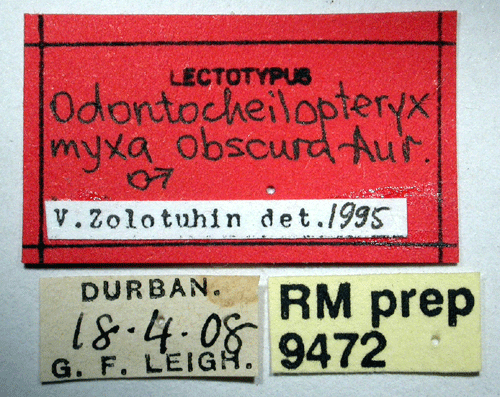 LECTOTYPUS
Odontocheilopteryx
myxa obscura Aur.
♂
V. Zolotuhin det. 1995
DURBAN.
18·4·08
G. F. LEIGH.
RM prep
9472